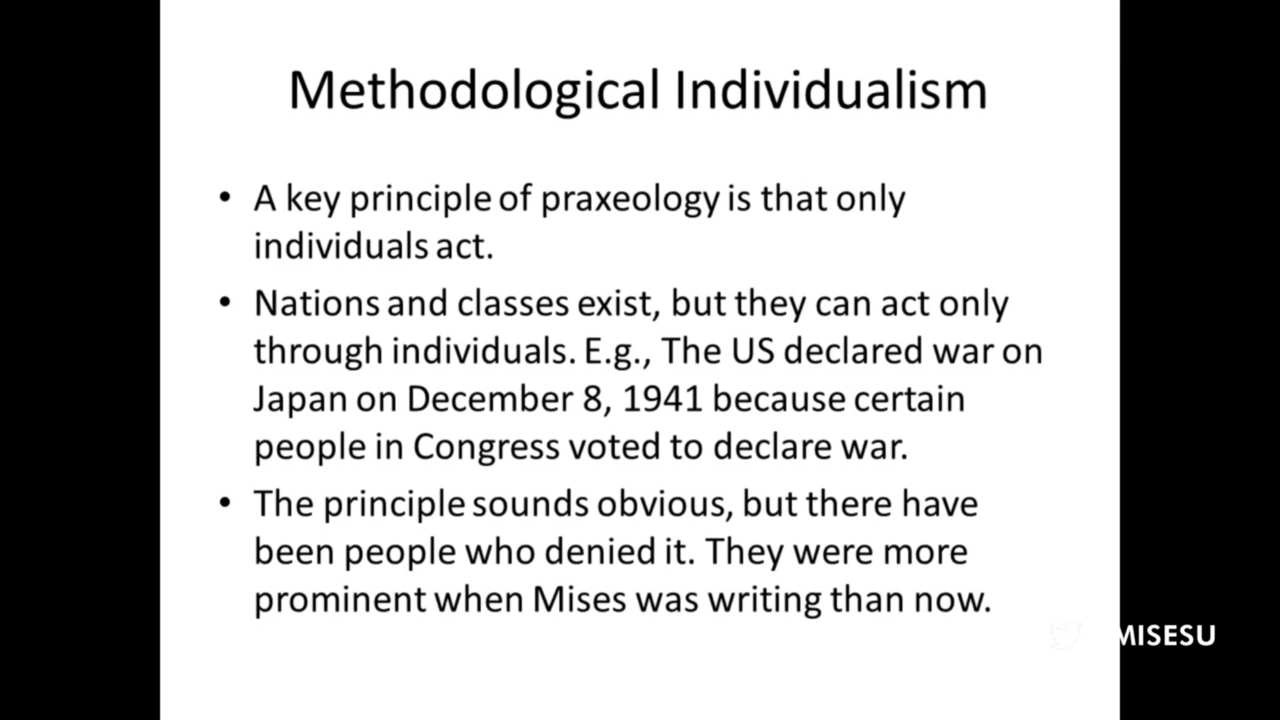 Methodological Individualism
• A key principle of praxeology is that only
individuals act.
• Nations and classes exist, but they can act only
through individuals. E.g., The US declared war on
Japan on December 8, 1941 because certain
people in Congress voted to declare war.
• The principle sounds obvious, but there have
been people who denied it. They were more
prominent when Mises was writing than now.
MISESU